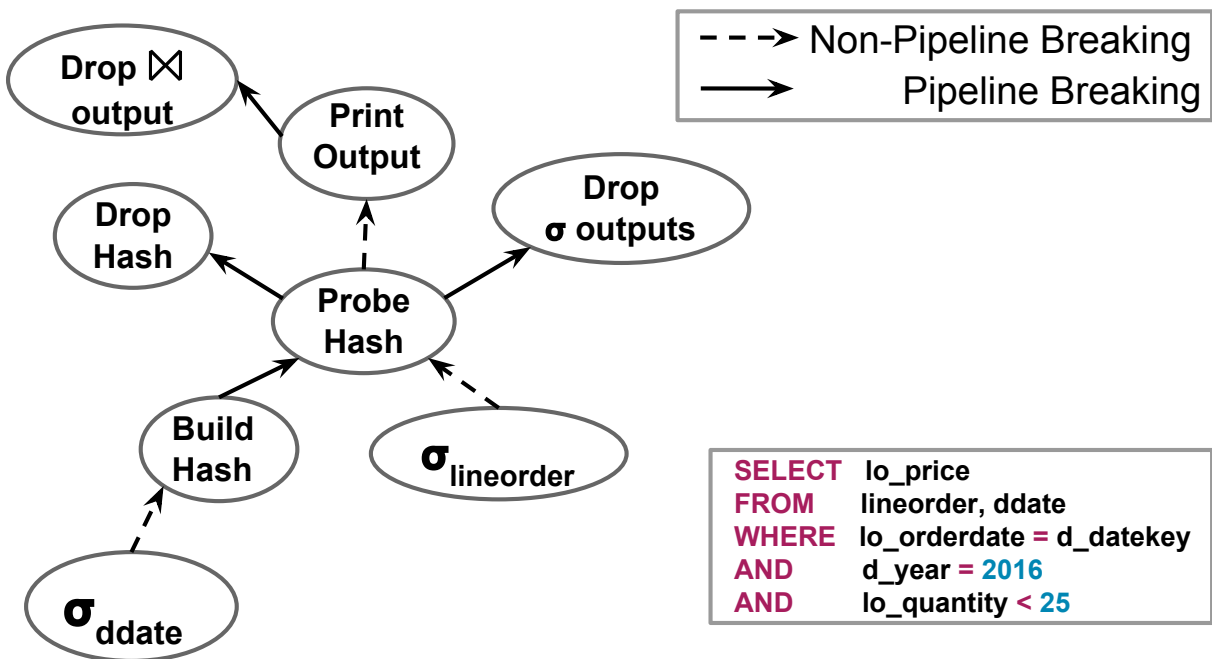 Drop ⋈
output
Print
Output
Drop
Hash
Drop
σ outputs
Probe
Hash
Build
Hash
σlineorder
σddate
Non-Pipeline Breaking
Pipeline Breaking
SELECT lo_price
FROM lineorder, ddate
WHERE lo_orderdate = d_datekey
AND d_year = 2016
AND lo_quantity < 25